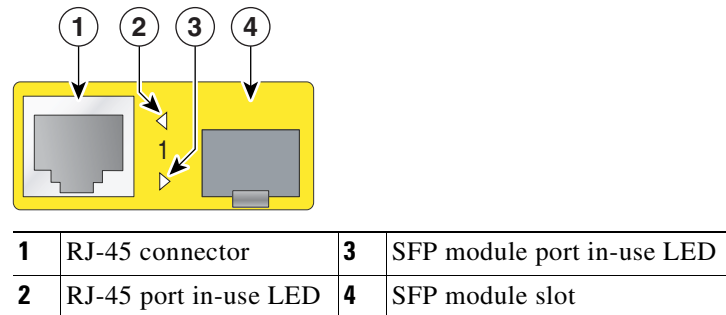 1 2 3 4
1
1 RJ-45 connector 3 SFP module port in-use LED
2 RJ-45 port in-use LED 4 SFP module slot